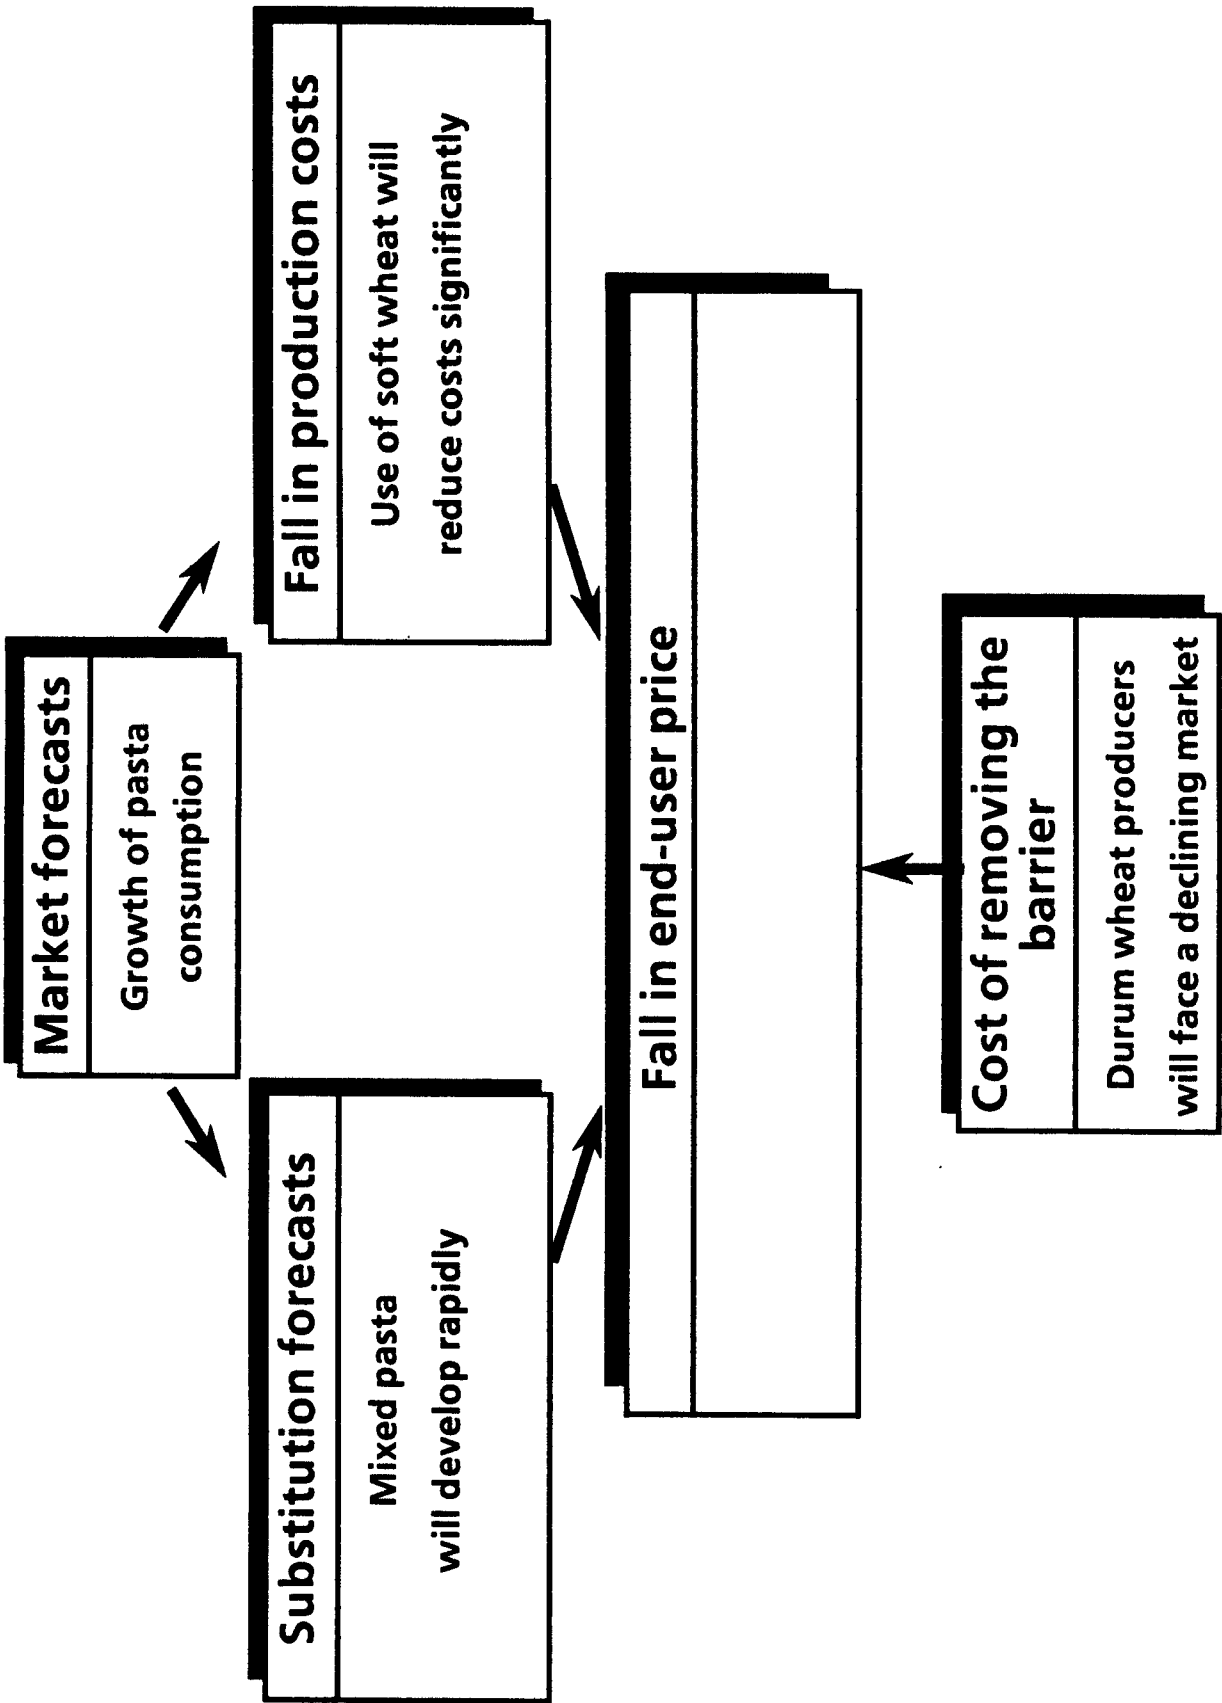 Market forecasts
Growth of pasta
consumption
Substitution forecasts
Mixed pasta
will develop rapidly
Fall in production costs
Use of soft wheat will
reduce costs significantly
Fall in end-user price
Cost of removing the
barrier
Durum wheat producers
will face a declining market